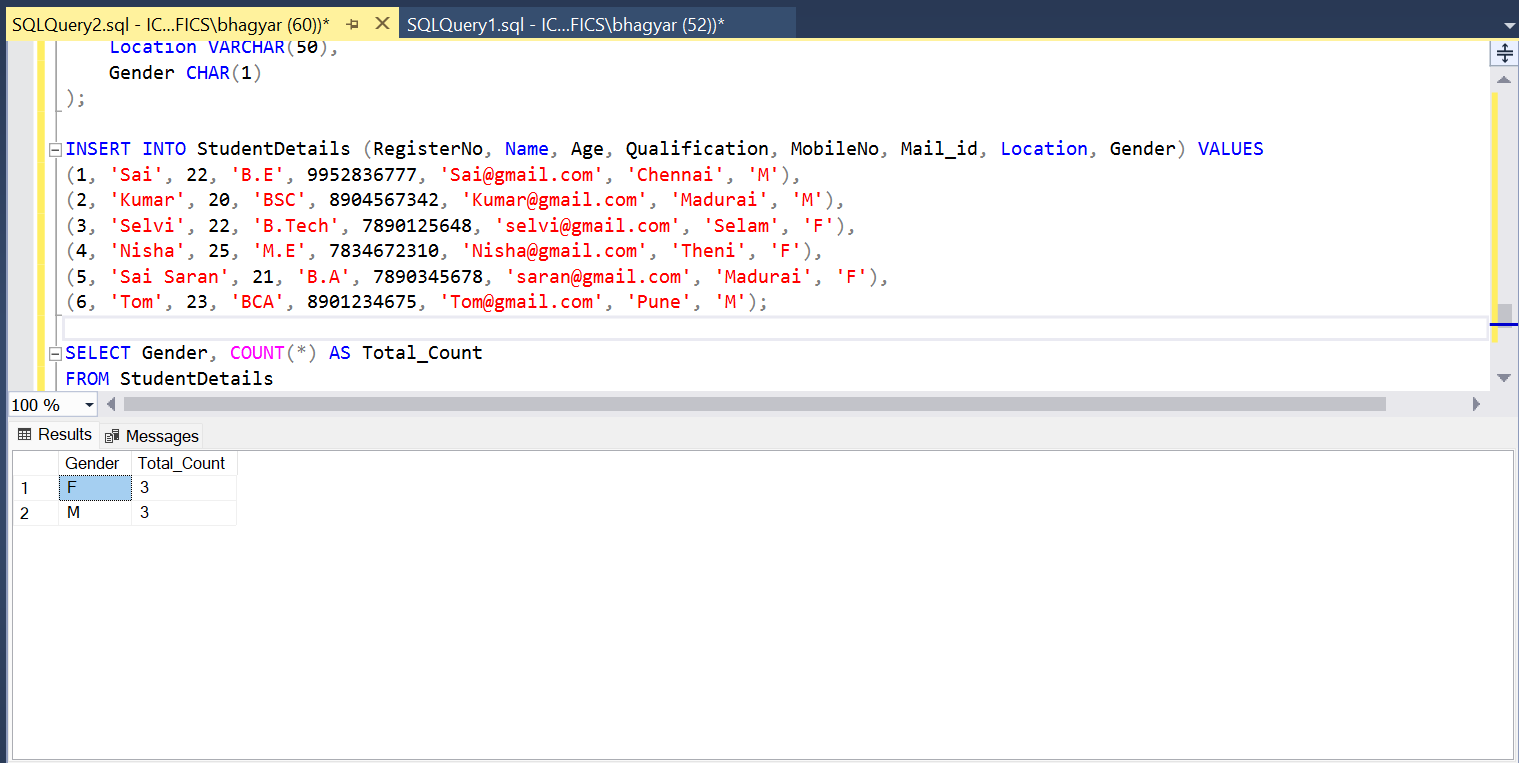 SQLQuery2.sql - IC...FICS\bhagyar (60))* SQLQuery1.sql - IC...FICS\bhagyar (52))*
Location VARCHAR(50),
Gender CHAR(1)
);
INSERT INTO StudentDetails (RegisterNo, Name, Age, Qualification, MobileNo, Mail_id, Location, Gender) VALUES
(1, 'Sai', 22, 'B.E', 9952836777, 'Sai@gmail.com', 'Chennai', 'M'),
(2, 'Kumar', 20, 'BSC', 8904567342, 'Kumar@gmail.com', 'Madurai', 'M'),
(3, 'Selvi', 22, 'B.Tech', 7890125648, 'selvi@gmail.com', 'Selam', 'F'),
(4, 'Nisha', 25, 'M.E', 7834672310, 'Nisha@gmail.com', 'Theni', 'F'),
(5, 'Sai Saran', 21, 'B.A', 7890345678, 'saran@gmail.com', 'Madurai', 'F'),
(6, 'Tom', 23, 'BCA', 8901234675, 'Tom@gmail.com', 'Pune', 'M');
SELECT Gender, COUNT(*) AS Total_Count
FROM StudentDetails
100 %
Results Messages
Gender Total_Count
1 F 3
2 M 3